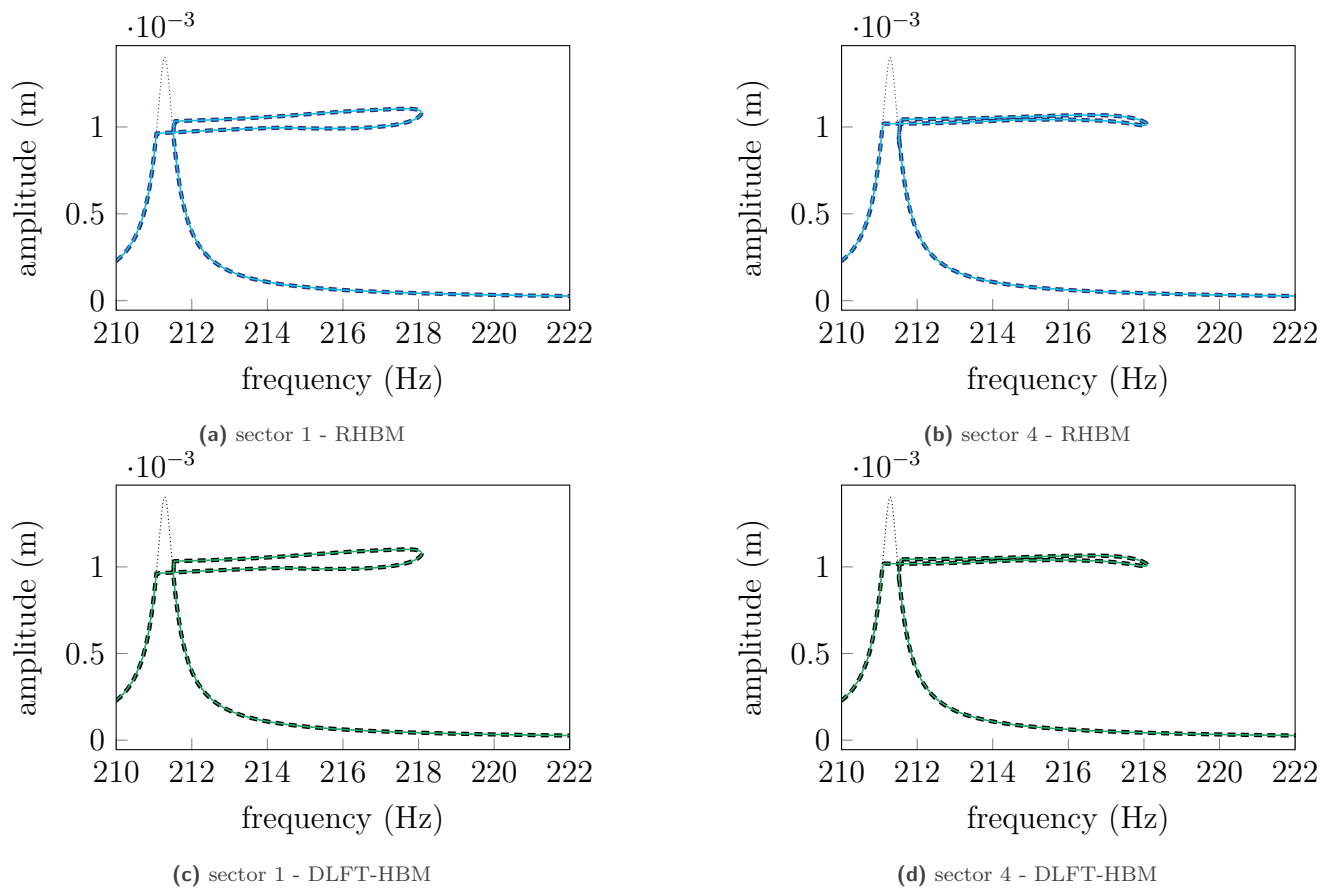 ·10⁻³
1
0.5
0
amplitude (m)
210 212 214 216 218 220 222
frequency (Hz)
(a) sector 1 - RHBM
·10⁻³
1
0.5
0
amplitude (m)
210 212 214 216 218 220 222
frequency (Hz)
(b) sector 4 - RHBM
·10⁻³
1
0.5
0
amplitude (m)
210 212 214 216 218 220 222
frequency (Hz)
(c) sector 1 - DLFT-HBM
·10⁻³
1
0.5
0
amplitude (m)
210 212 214 216 218 220 222
frequency (Hz)
(d) sector 4 - DLFT-HBM